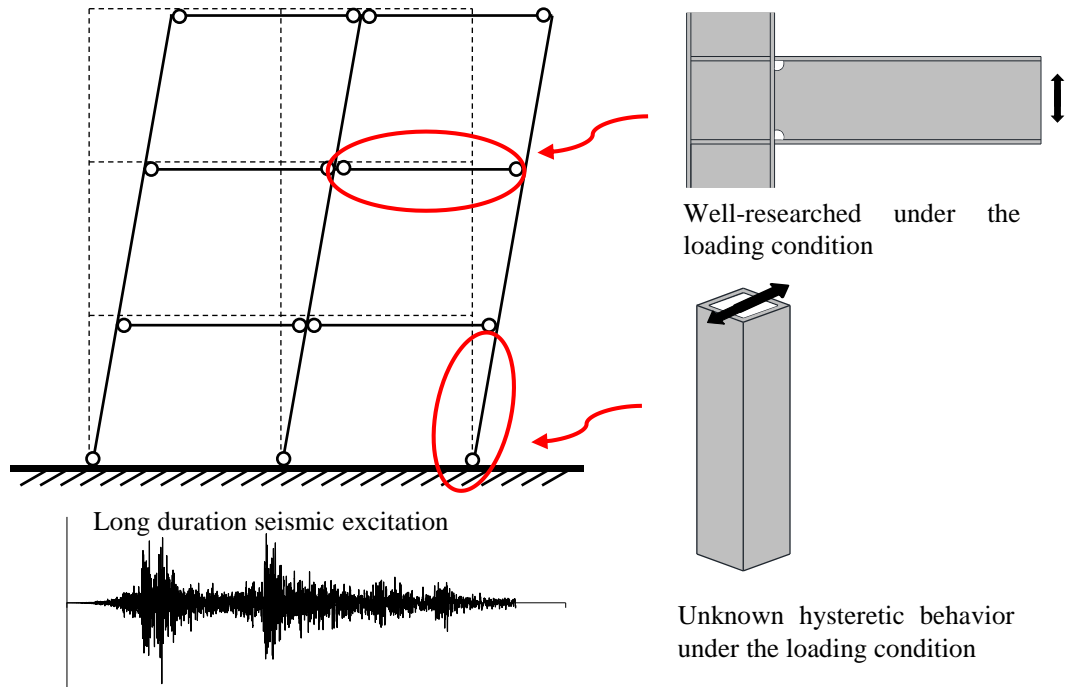 Well-researched under the
loading condition
Long duration seismic excitation
Unknown hysteretic behavior
under the loading condition